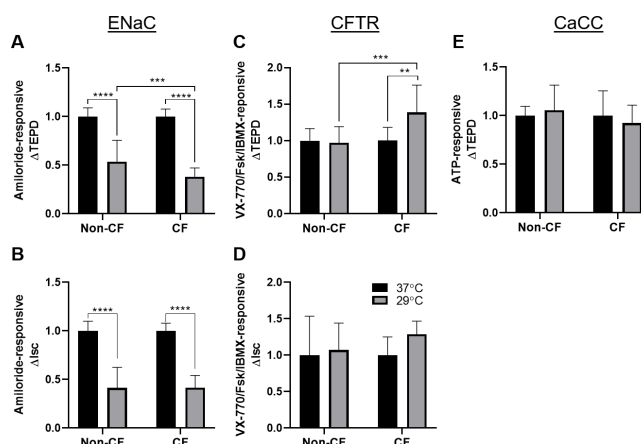 ENaC
CFTR
CaCC
A
Amiloride-responsive
ΔTEPD
1.5
1.0
0.5
0.0
****
***
****
Non-CF
CF
C
VX-770/Fsk/IBMX-reponsive
ΔTEPD
2.0
1.5
1.0
0.5
0.0
***
**
Non-CF
CF
E
ATP-responsive
ΔTEPD
1.5
1.0
0.5
0.0
Non-CF
CF
B
Amiloride-responsive
ΔIsc
1.5
1.0
0.5
0.0
****
****
Non-CF
CF
D
VX-770/Fsk/IBMX-responsive
ΔIsc
2.0
1.5
1.0
0.5
0.0
37°C
29°C
Non-CF
CF